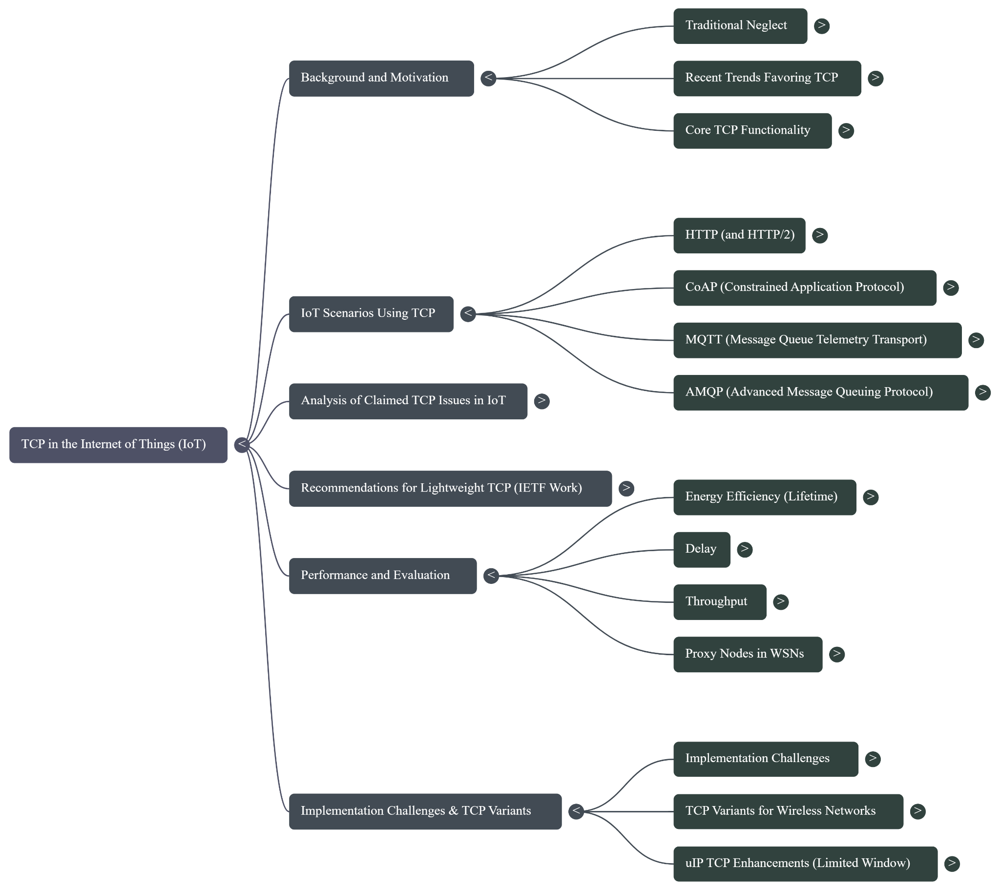 TCP in the Internet of Things (IoT) <
Background and Motivation <
Traditional Neglect >
Recent Trends Favoring TCP >
Core TCP Functionality >
IoT Scenarios Using TCP <
HTTP (and HTTP/2) >
CoAP (Constrained Application Protocol) >
MQTT (Message Queue Telemetry Transport) >
AMQP (Advanced Message Queuing Protocol) >
Analysis of Claimed TCP Issues in IoT >
Recommendations for Lightweight TCP (IETF Work) >
Performance and Evaluation <
Energy Efficiency (Lifetime) >
Delay >
Throughput >
Proxy Nodes in WSNs >
Implementation Challenges & TCP Variants <
Implementation Challenges >
TCP Variants for Wireless Networks >
uIP TCP Enhancements (Limited Window) >